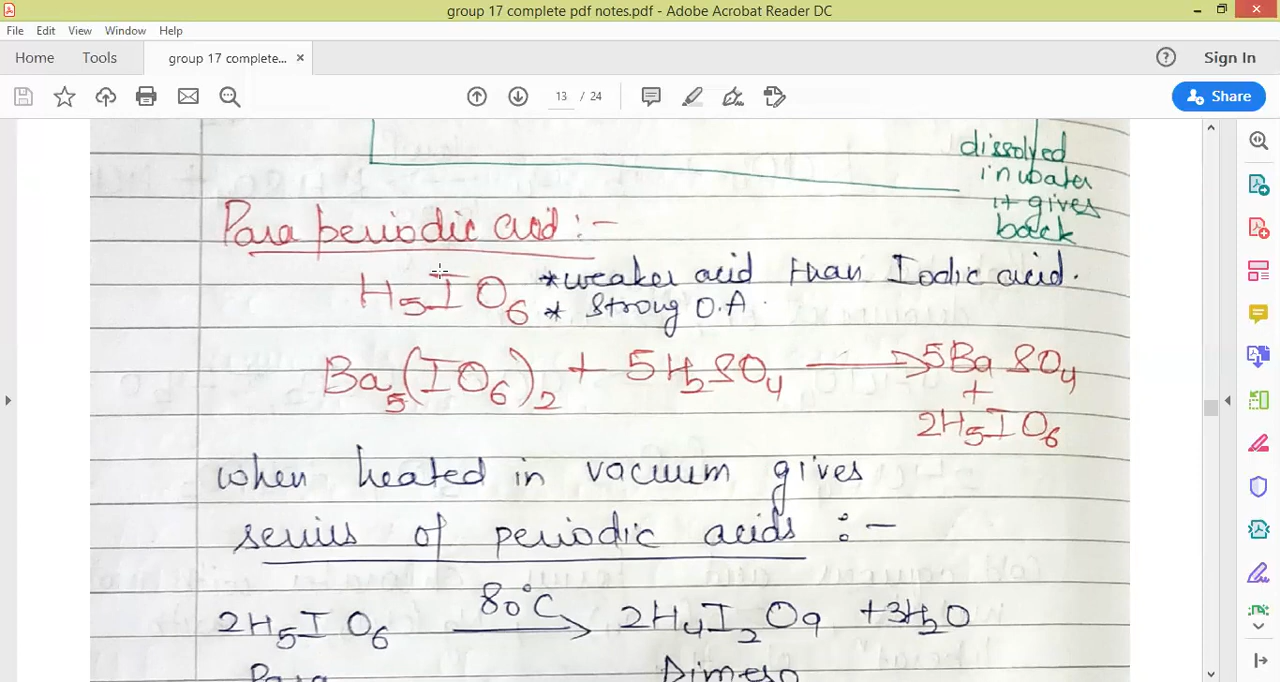 group 17 complete pdf notes.pdf - Adobe Acrobat Reader DC
File Edit View Window Help
Home Tools group 17 complete... ×
? Sign In
13 / 24
Share
dissolved
in water
it gives
back
Para periodic acid :-
H5IO6 *weaker acid than Iodic acid.
* Strong O.A.
Ba5(IO6)2 + 5H2SO4 → 5BaSO4
+
2H5IO6
when heated in vacuum gives
series of periodic acids :-
2H5IO6 80°C → 2H4I2O9 + 3H2O
Para Dimeso